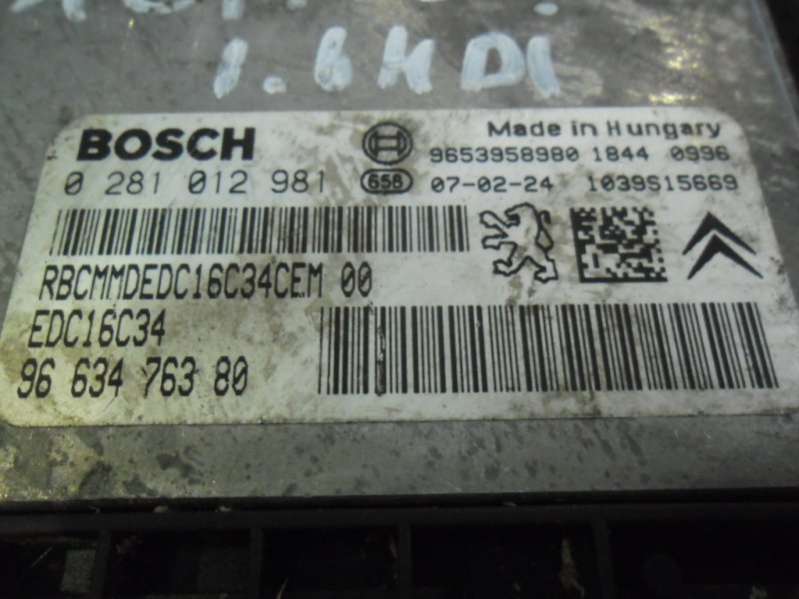 1.6HDi
BOSCH
Made in Hungary
9653958980 1844 0996
0 281 012 981 658 07-02-24 1039S15669
RBCMMDEDC16C34CEM 00
EDC16C34
96 634 763 80